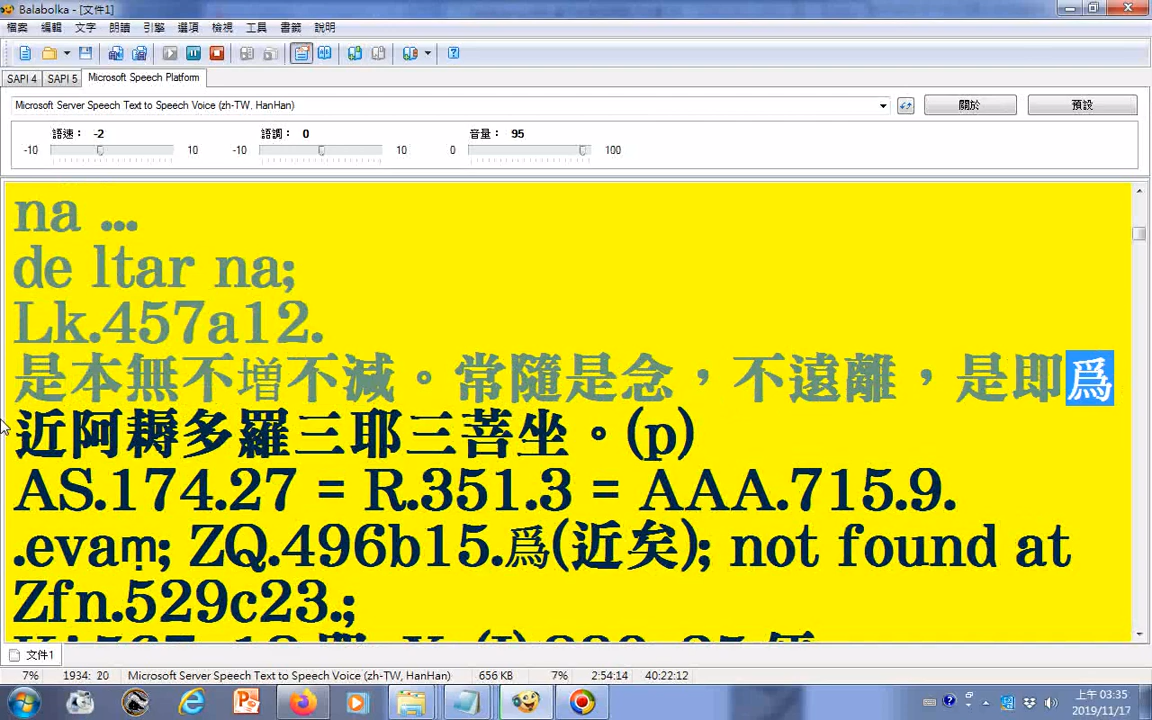 Balabolka - [文件1]
檔案 編輯 文字 朗讀 引擎 選項 檢視 工具 書籤 說明
SAPI 4 SAPI 5 Microsoft Speech Platform
Microsoft Server Speech Text to Speech Voice (zh-TW, HanHan) 關於 預設
語速： -2 語調： 0 音量： 95
-10 10 -10 10 0 100
na ...
de ltar na;
Lk.457a12.
是本無不増不減。常隨是念，不遠離，是即爲
近阿耨多羅三耶三菩坐。(p)
AS.174.27 = R.351.3 = AAA.715.9.
.evaṃ; ZQ.496b15.爲(近矣); not found at
Zfn.529c23.;
文件1
7% 1934: 20 Microsoft Server Speech Text to Speech Voice (zh-TW, HanHan) 656 KB 7% 2:54:14 40:22:12
上午 03:35
2019/11/17